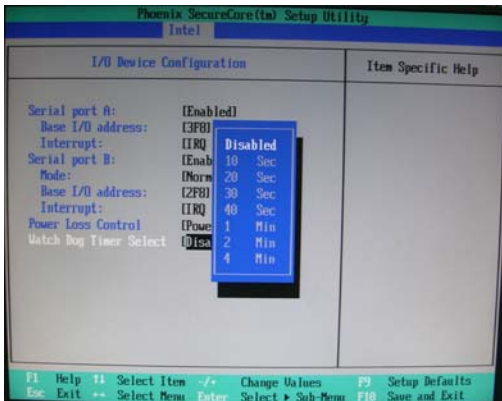 Phoenix SecureCore(tm) Setup Utility
Intel
I/O Device Configuration
Item Specific Help
Serial port A: [Enabled]
Base I/O address: [3F8]
Interrupt: [IRQ
Serial port B: [Enab
Mode: [Norm
Base I/O address: [2F8]
Interrupt: [IRQ
Power Loss Control [Powe
Watch Dog Timer Select [Disa
Disabled
10 Sec
20 Sec
30 Sec
40 Sec
1 Min
2 Min
4 Min
F1 Help ↑↓ Select Item -/+ Change Values F9 Setup Defaults
Esc Exit ↔ Select Menu Enter Select ▶ Sub-Menu F10 Save and Exit